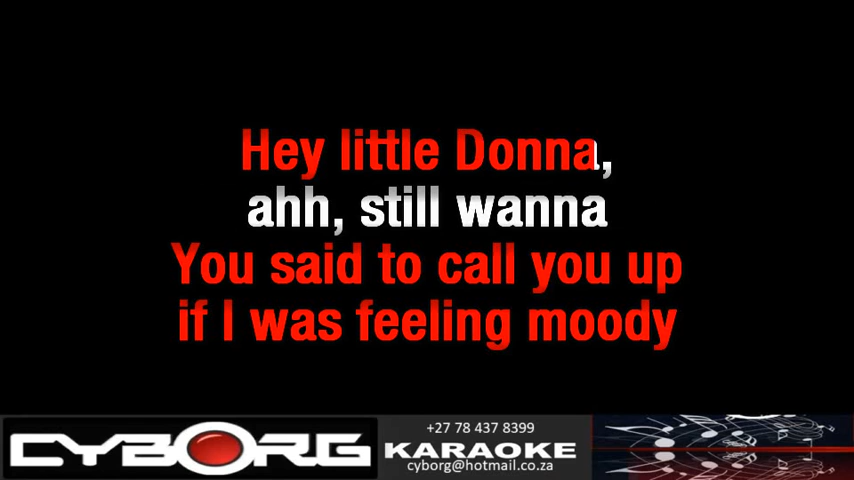 Hey little Donna,
ahh, still wanna
You said to call you up
if I was feeling moody
CYBORG
+27 78 437 8399
KARAOKE
cyborg@hotmail.co.za